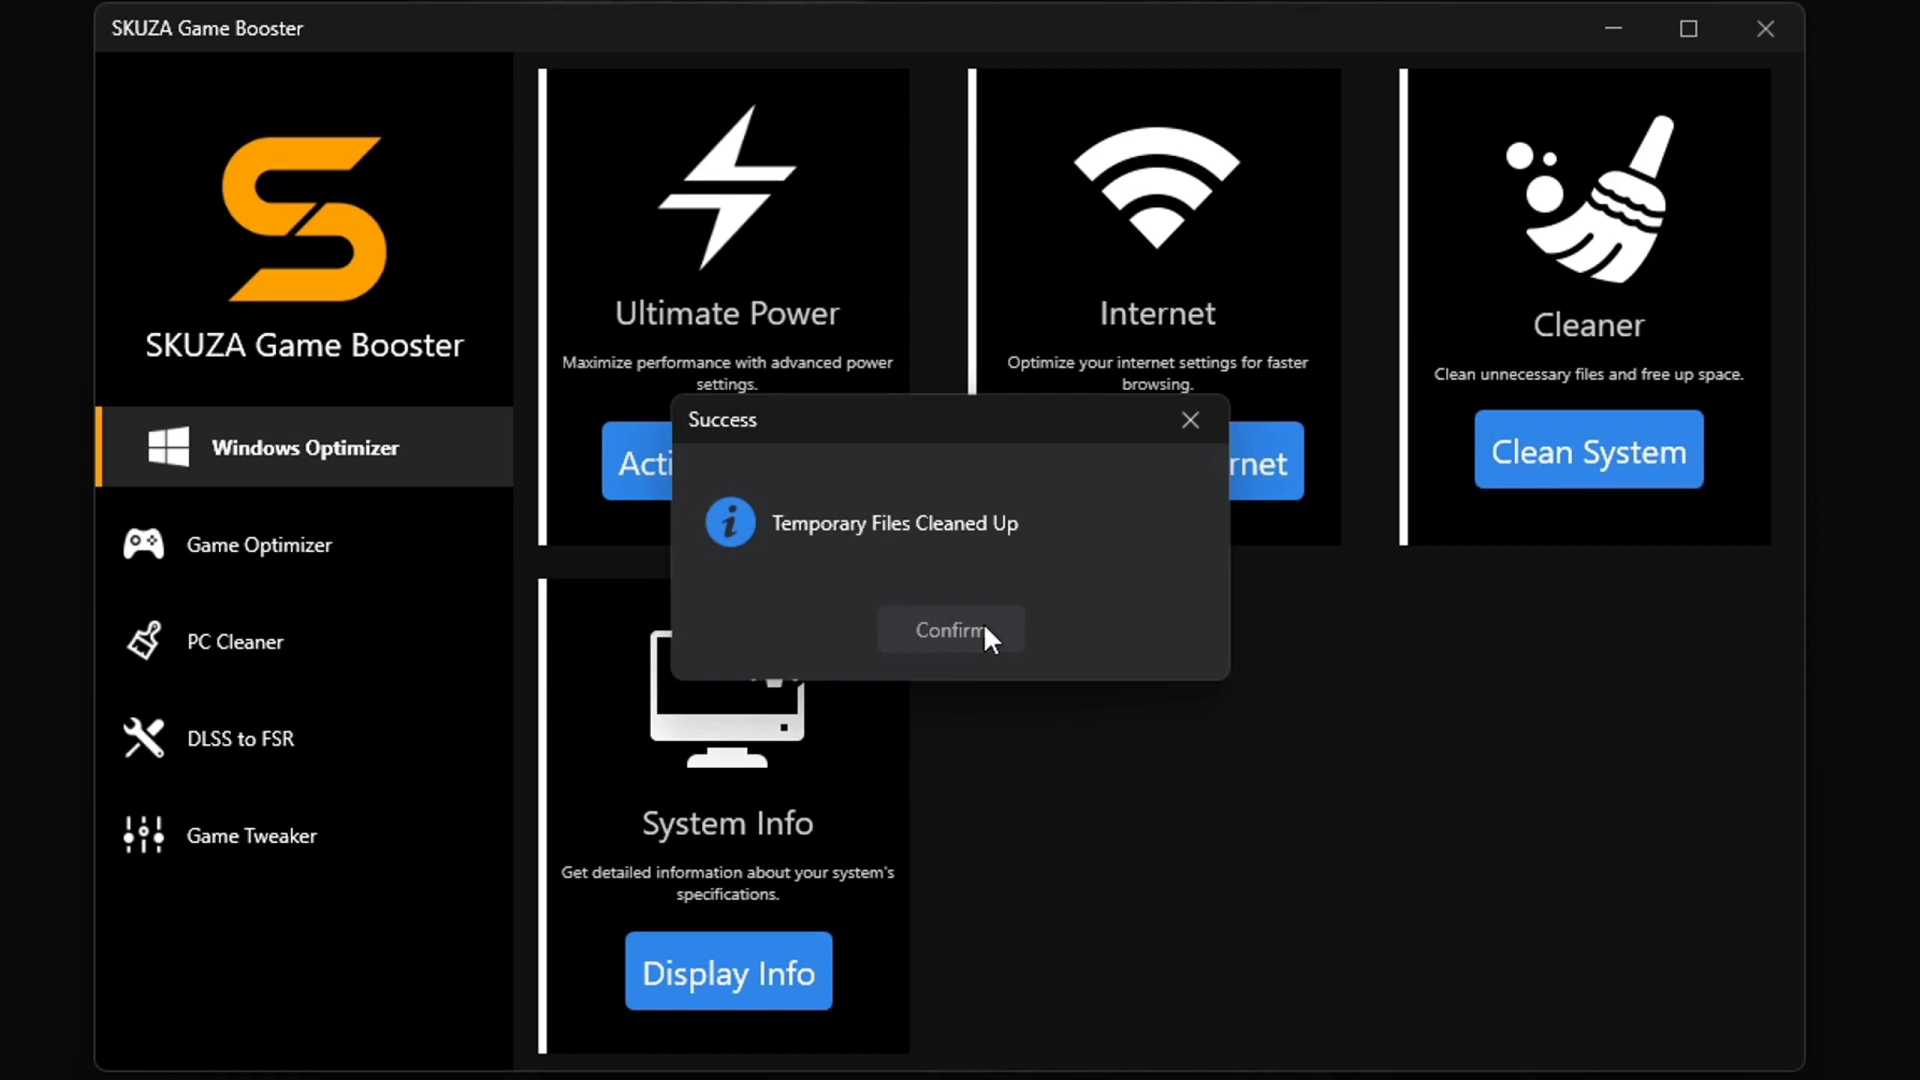 SKUZA Game Booster
SKUZA Game Booster
Windows Optimizer
Game Optimizer
PC Cleaner
DLSS to FSR
Game Tweaker
Ultimate Power
Maximize performance with advanced power
settings.
Acti
Internet
Optimize your internet settings for faster
browsing.
rnet
Cleaner
Clean unnecessary files and free up space.
Clean System
Success
Temporary Files Cleaned Up
Confirm
System Info
Get detailed information about your system's
specifications.
Display Info